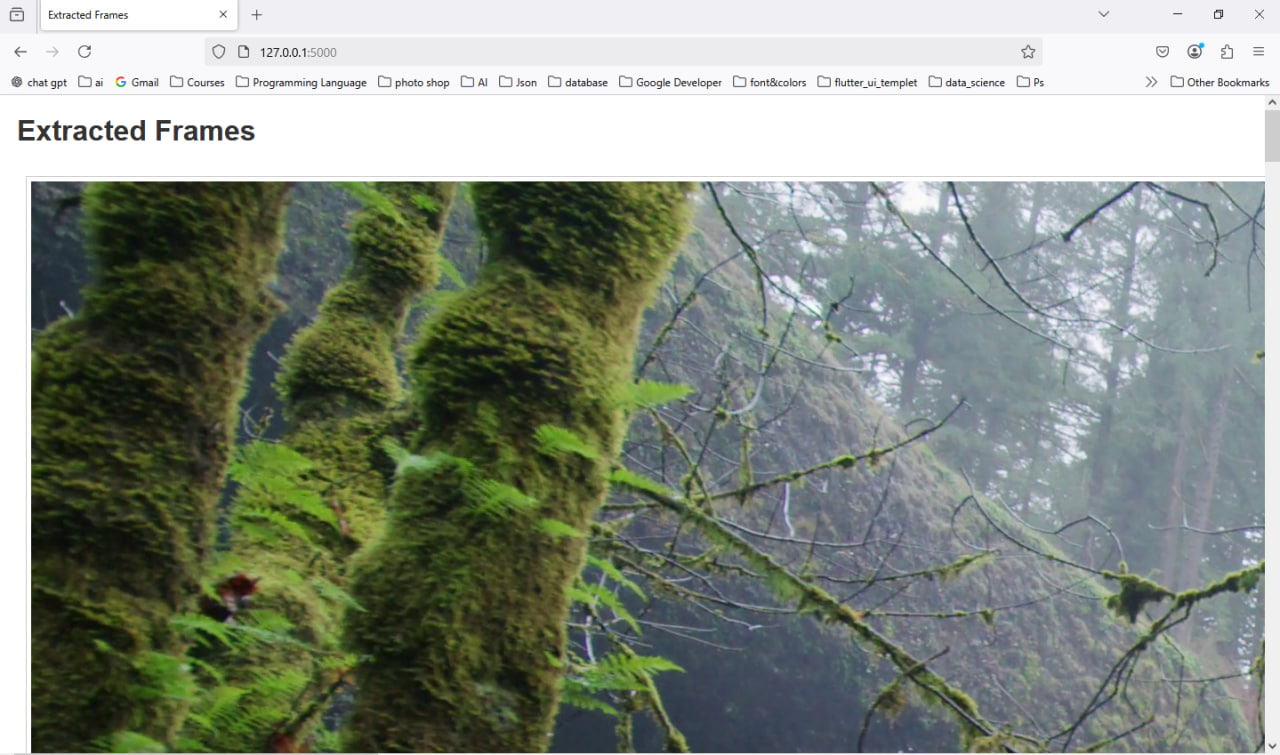 Extracted Frames
127.0.0.1:5000
chat gpt ai Gmail Courses Programming Language photo shop AI Json database Google Developer font&colors flutter_ui_templet data_science Ps Other Bookmarks
Extracted Frames